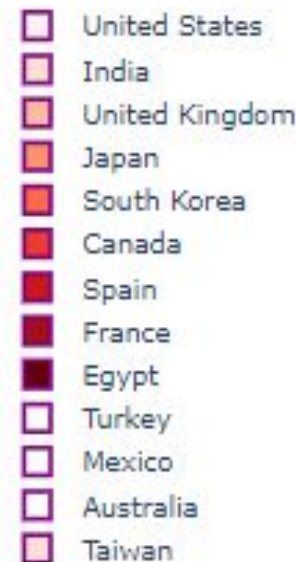 United States
India
United Kingdom
Japan
South Korea
Canada
Spain
France
Egypt
Turkey
Mexico
Australia
Taiwan